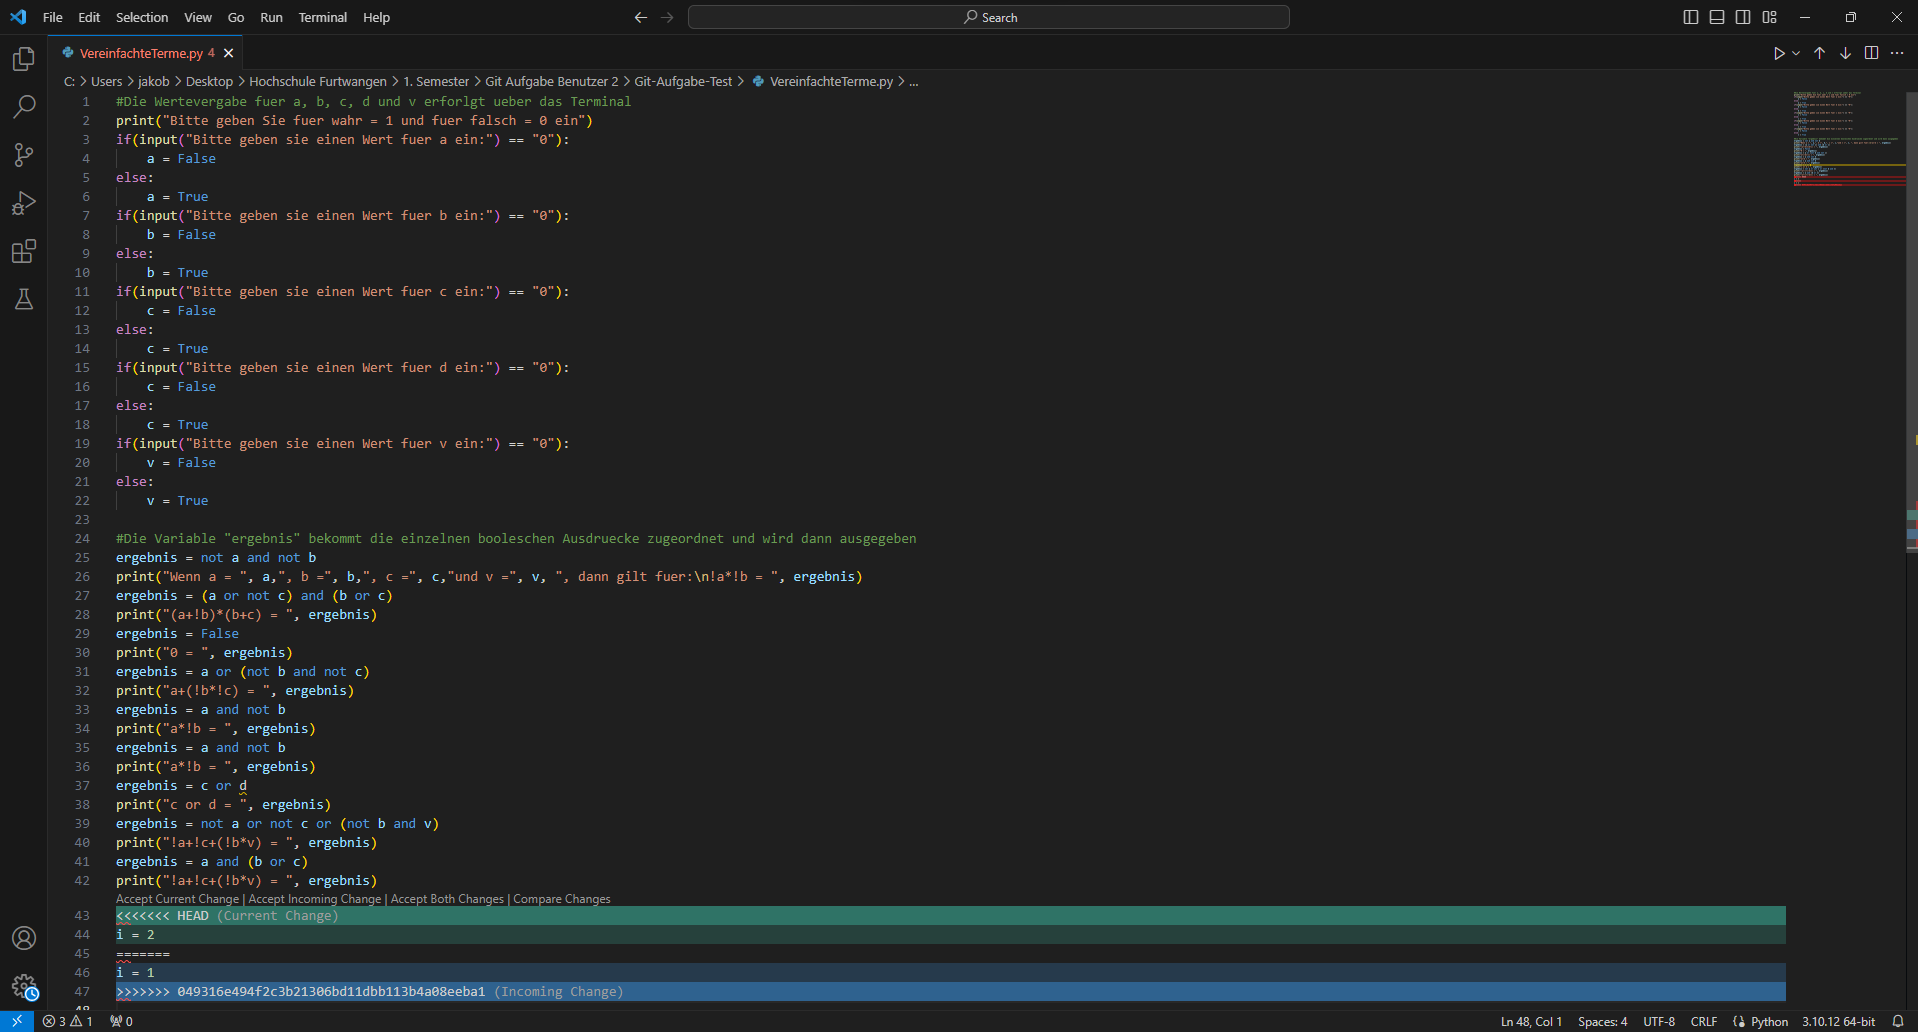 File Edit Selection View Go Run Terminal Help Search
VereinfachteTerme.py 4
C: > Users > jakob > Desktop > Hochschule Furtwangen > 1. Semester > Git Aufgabe Benutzer 2 > Git-Aufgabe-Test > VereinfachteTerme.py > ...
1 #Die Wertevergabe fuer a, b, c, d und v erforlgt ueber das Terminal
2 print("Bitte geben Sie fuer wahr = 1 und fuer falsch = 0 ein")
3 if(input("Bitte geben sie einen Wert fuer a ein:") == "0"):
4     a = False
5 else:
6     a = True
7 if(input("Bitte geben sie einen Wert fuer b ein:") == "0"):
8     b = False
9 else:
10     b = True
11 if(input("Bitte geben sie einen Wert fuer c ein:") == "0"):
12     c = False
13 else:
14     c = True
15 if(input("Bitte geben sie einen Wert fuer d ein:") == "0"):
16     c = False
17 else:
18     c = True
19 if(input("Bitte geben sie einen Wert fuer v ein:") == "0"):
20     v = False
21 else:
22     v = True
23
24 #Die Variable "ergebnis" bekommt die einzelnen booleschen Ausdruecke zugeordnet und wird dann ausgegeben
25 ergebnis = not a and not b
26 print("Wenn a = ", a,", b =", b,", c =", c,"und v =", v, ", dann gilt fuer:\n!a*!b = ", ergebnis)
27 ergebnis = (a or not c) and (b or c)
28 print("(a+!b)*(b+c) = ", ergebnis)
29 ergebnis = False
30 print("0 = ", ergebnis)
31 ergebnis = a or (not b and not c)
32 print("a+(!b*!c) = ", ergebnis)
33 ergebnis = a and not b
34 print("a*!b = ", ergebnis)
35 ergebnis = a and not b
36 print("a*!b = ", ergebnis)
37 ergebnis = c or d
38 print("c or d = ", ergebnis)
39 ergebnis = not a or not c or (not b and v)
40 print("!a+!c+(!b*v) = ", ergebnis)
41 ergebnis = a and (b or c)
42 print("!a+!c+(!b*v) = ", ergebnis)
Accept Current Change | Accept Incoming Change | Accept Both Changes | Compare Changes
43 <<<<<<< HEAD (Current Change)
44 i = 2
45 =======
46 i = 1
47 >>>>>>> 049316e494f2c3b21306bd11dbb113b4a08eeba1 (Incoming Change)
48
3 1 0 Ln 48, Col 1 Spaces: 4 UTF-8 CRLF Python 3.10.12 64-bit